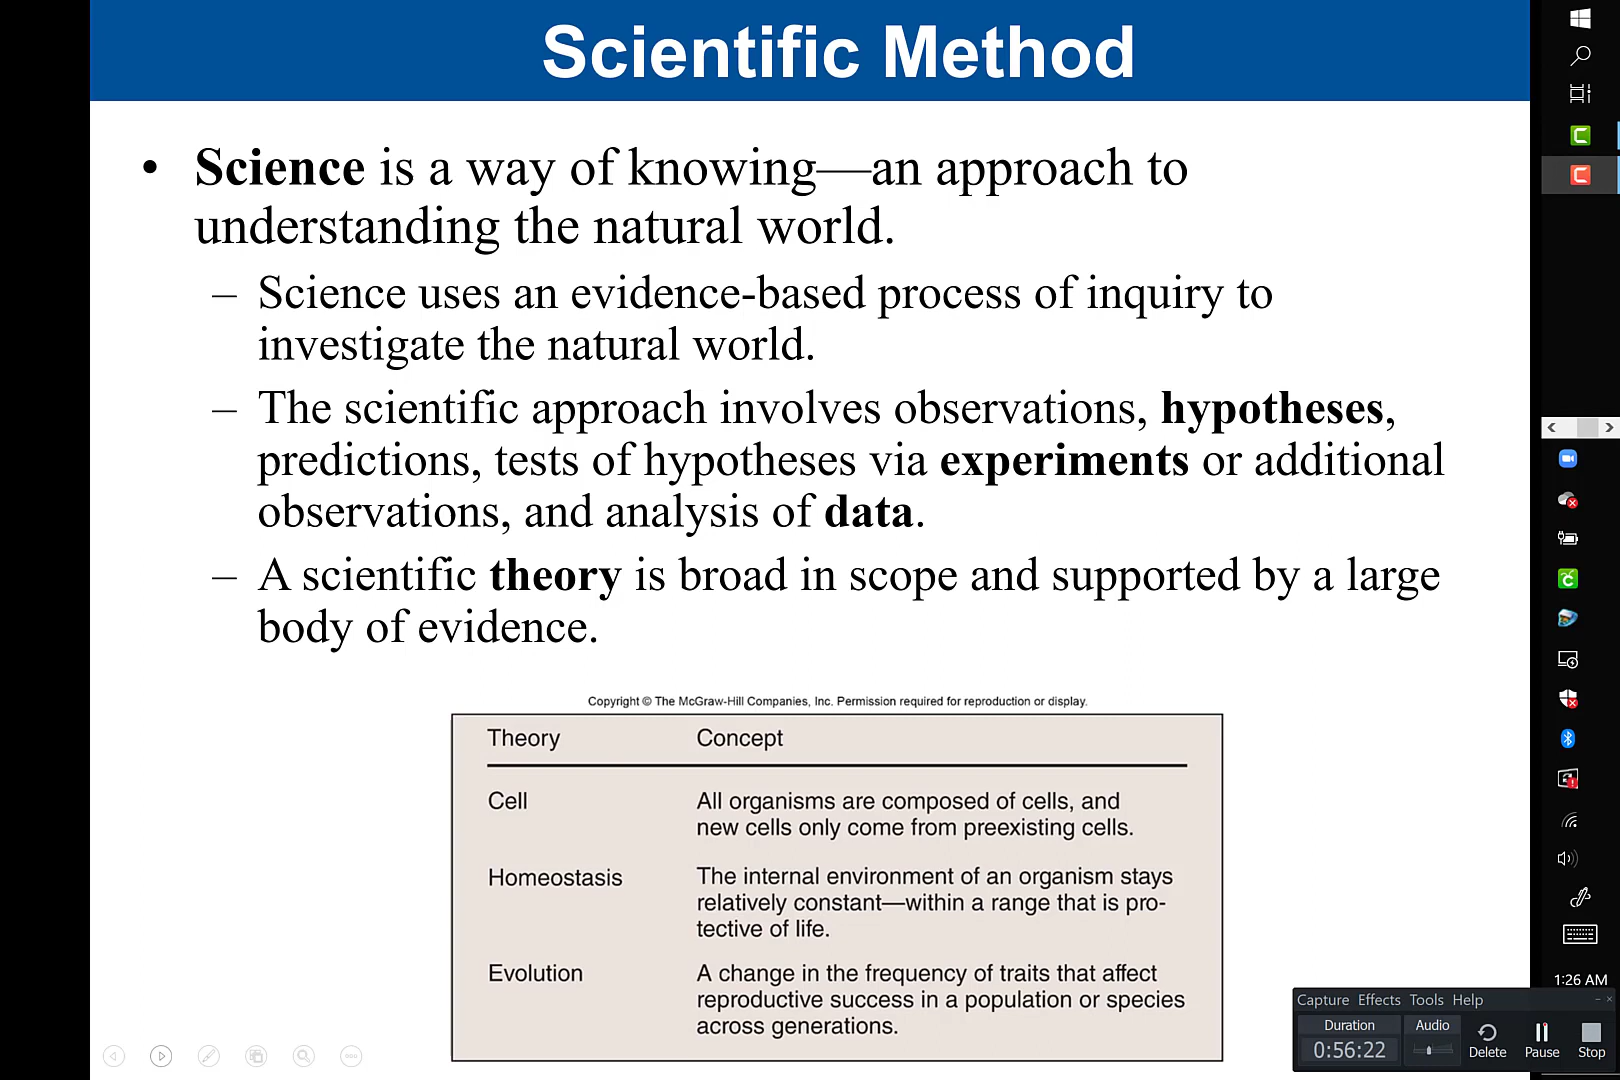 Scientific Method
• Science is a way of knowing—an approach to
understanding the natural world.
– Science uses an evidence-based process of inquiry to
investigate the natural world.
– The scientific approach involves observations, hypotheses,
predictions, tests of hypotheses via experiments or additional
observations, and analysis of data.
– A scientific theory is broad in scope and supported by a large
body of evidence.
Copyright © The McGraw-Hill Companies, Inc. Permission required for reproduction or display.
Theory Concept
Cell All organisms are composed of cells, and
new cells only come from preexisting cells.
Homeostasis The internal environment of an organism stays
relatively constant—within a range that is pro-
tective of life.
Evolution A change in the frequency of traits that affect
reproductive success in a population or species
across generations.
1:26 AM
Capture Effects Tools Help
Duration Audio
0:56:22 Delete Pause Stop